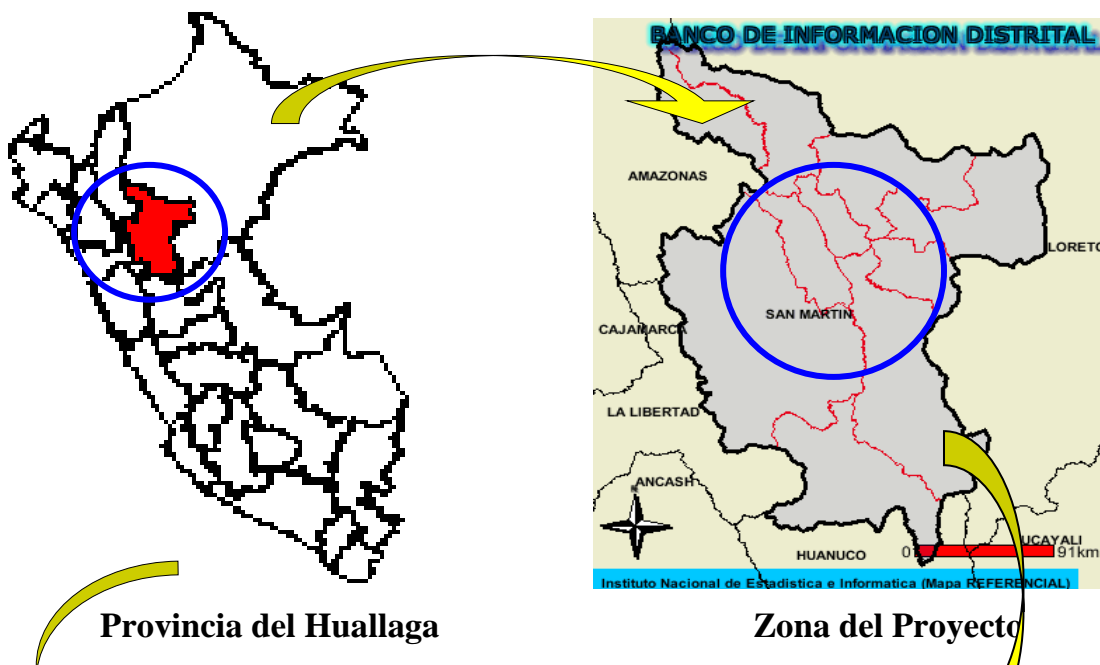 BANCO DE INFORMACION DISTRITAL
AMAZONAS
LORETO
SAN MARTIN
CAJAMARCA
LA LIBERTAD
ANCASH
HUANUCO
UCAYALI
0 91km
Instituto Nacional de Estadistica e Informatica (Mapa REFERENCIAL)
Provincia del Huallaga
Zona del Proyecto